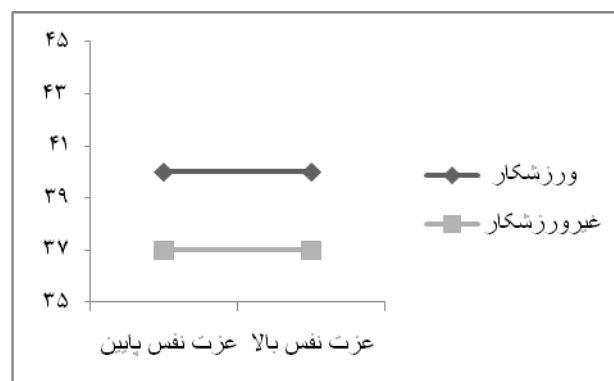 ۴۵
۴۳
۴۱
۳۹
۳۷
۳۵
عزت نفس پایین
عزت نفس بالا
ورزشکار
غیرورزشکار